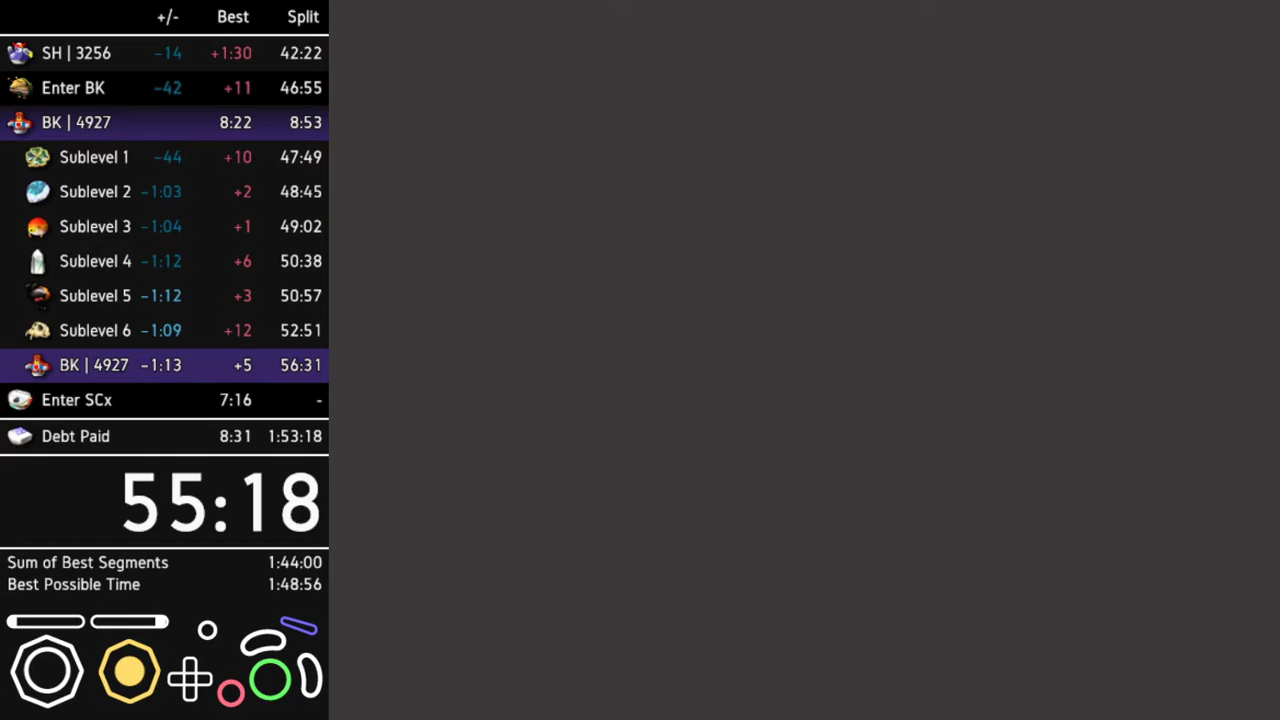 +/- Best Split
SH | 3256 -14 +1:30 42:22
Enter BK -42 +11 46:55
BK | 4927 8:22 8:53
Sublevel 1 -44 +10 47:49
Sublevel 2 -1:03 +2 48:45
Sublevel 3 -1:04 +1 49:02
Sublevel 4 -1:12 +6 50:38
Sublevel 5 -1:12 +3 50:57
Sublevel 6 -1:09 +12 52:51
BK | 4927 -1:13 +5 56:31
Enter SCx 7:16 -
Debt Paid 8:31 1:53:18
55:18
Sum of Best Segments 1:44:00
Best Possible Time 1:48:56